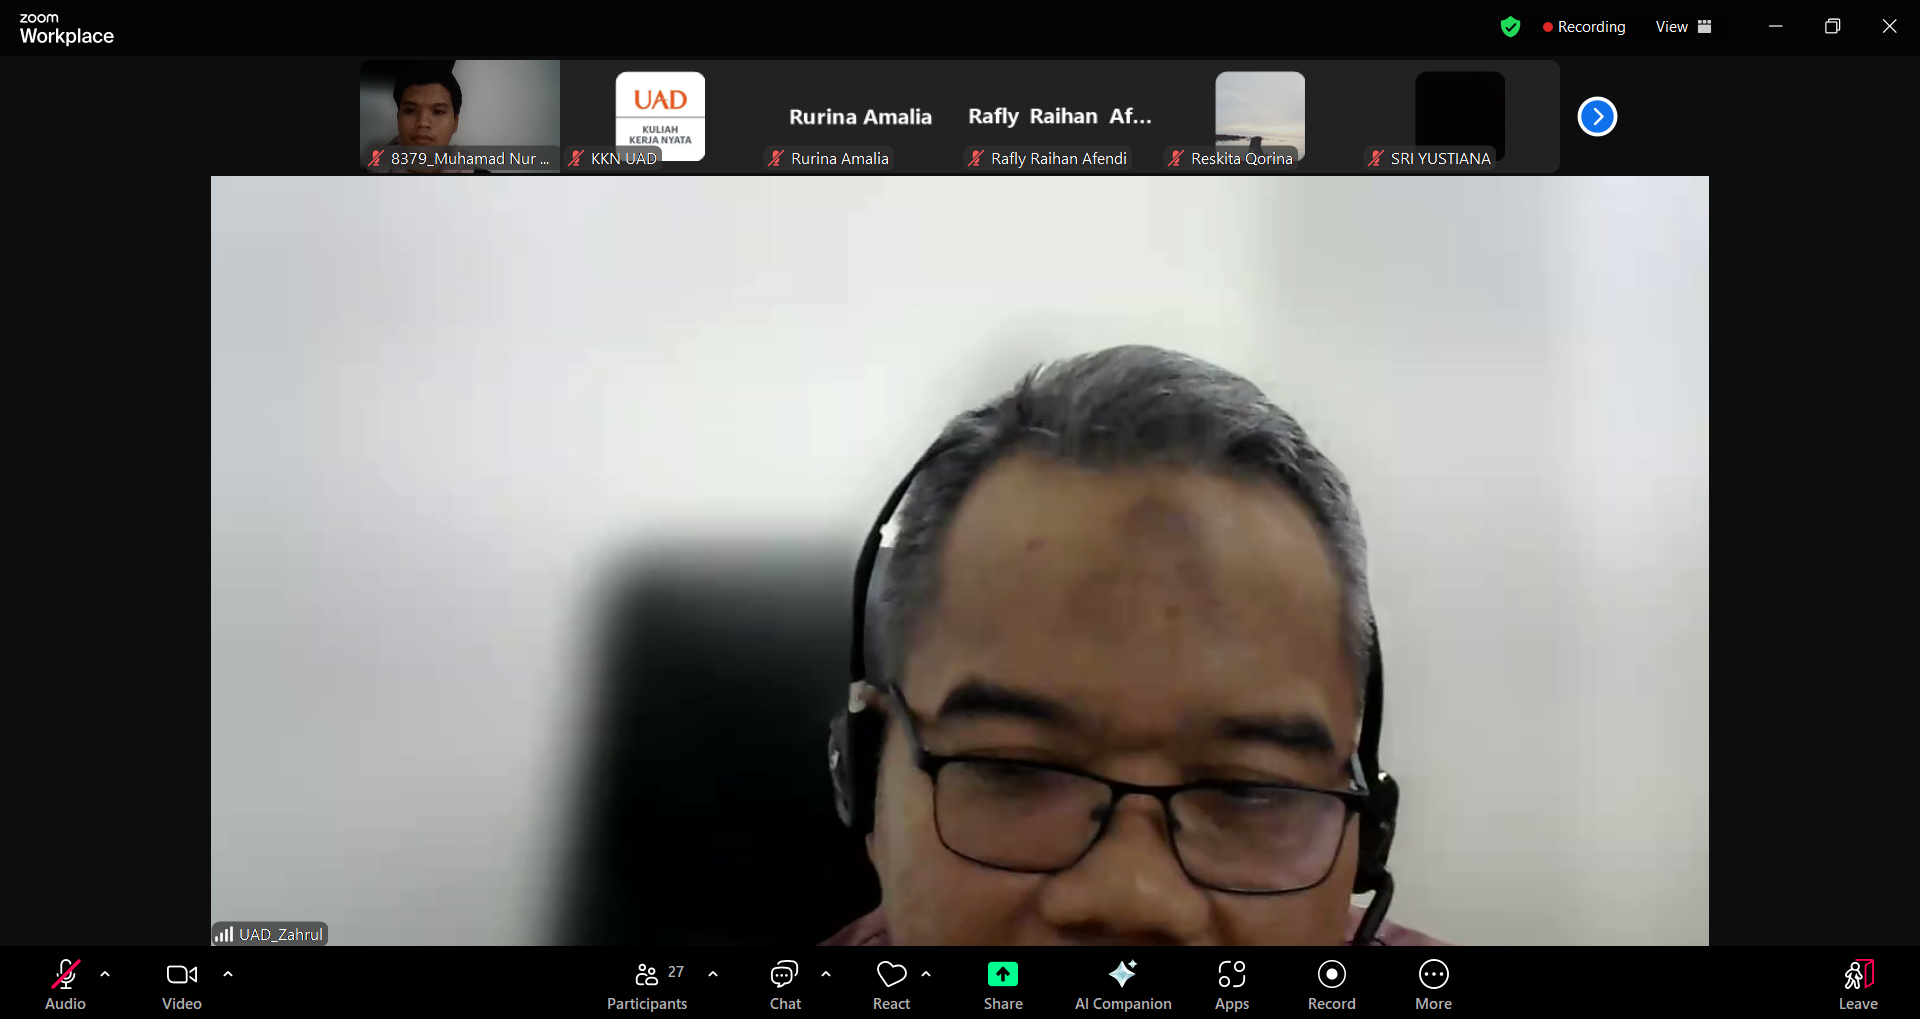 zoom
Workplace
Recording
View
UAD
KULIAH
KERJA NYATA
Rurina Amalia
Rafly Raihan Af...
8379_Muhamad Nur ...
KKN UAD
Rurina Amalia
Rafly Raihan Afendi
Reskita Qorina
SRI YUSTIANA
UAD_Zahrul
27
Audio
Video
Participants
Chat
React
Share
AI Companion
Apps
Record
More
Leave